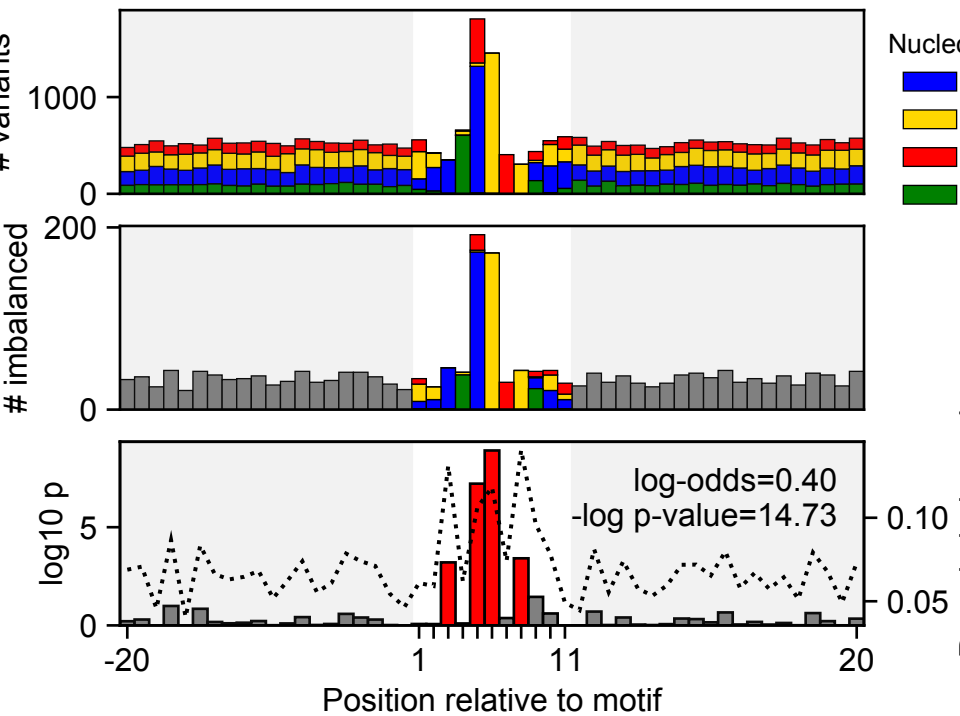 # variants
Nucleo
1000
0
# imbalanced
200
0
log10 p
log-odds=0.40
-log p-value=14.73
5
0
0.10
0.05
-20
1
11
20
Position relative to motif